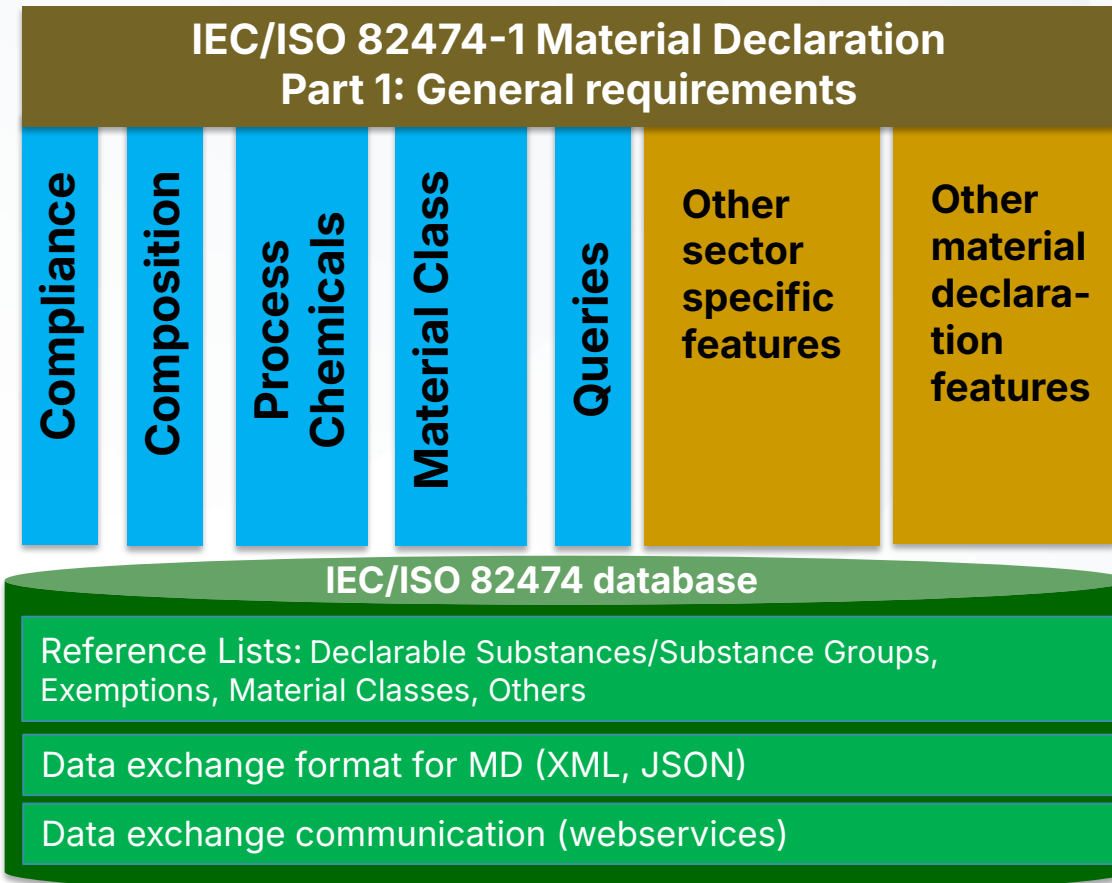 IEC/ISO 82474-1 Material Declaration
Part 1: General requirements
Compliance
Composition
Process
Chemicals
Material Class
Queries
Other
sector
specific
features
Other
material
declara-
tion
features
IEC/ISO 82474 database
Reference Lists: Declarable Substances/Substance Groups,
Exemptions, Material Classes, Others
Data exchange format for MD (XML, JSON)
Data exchange communication (webservices)